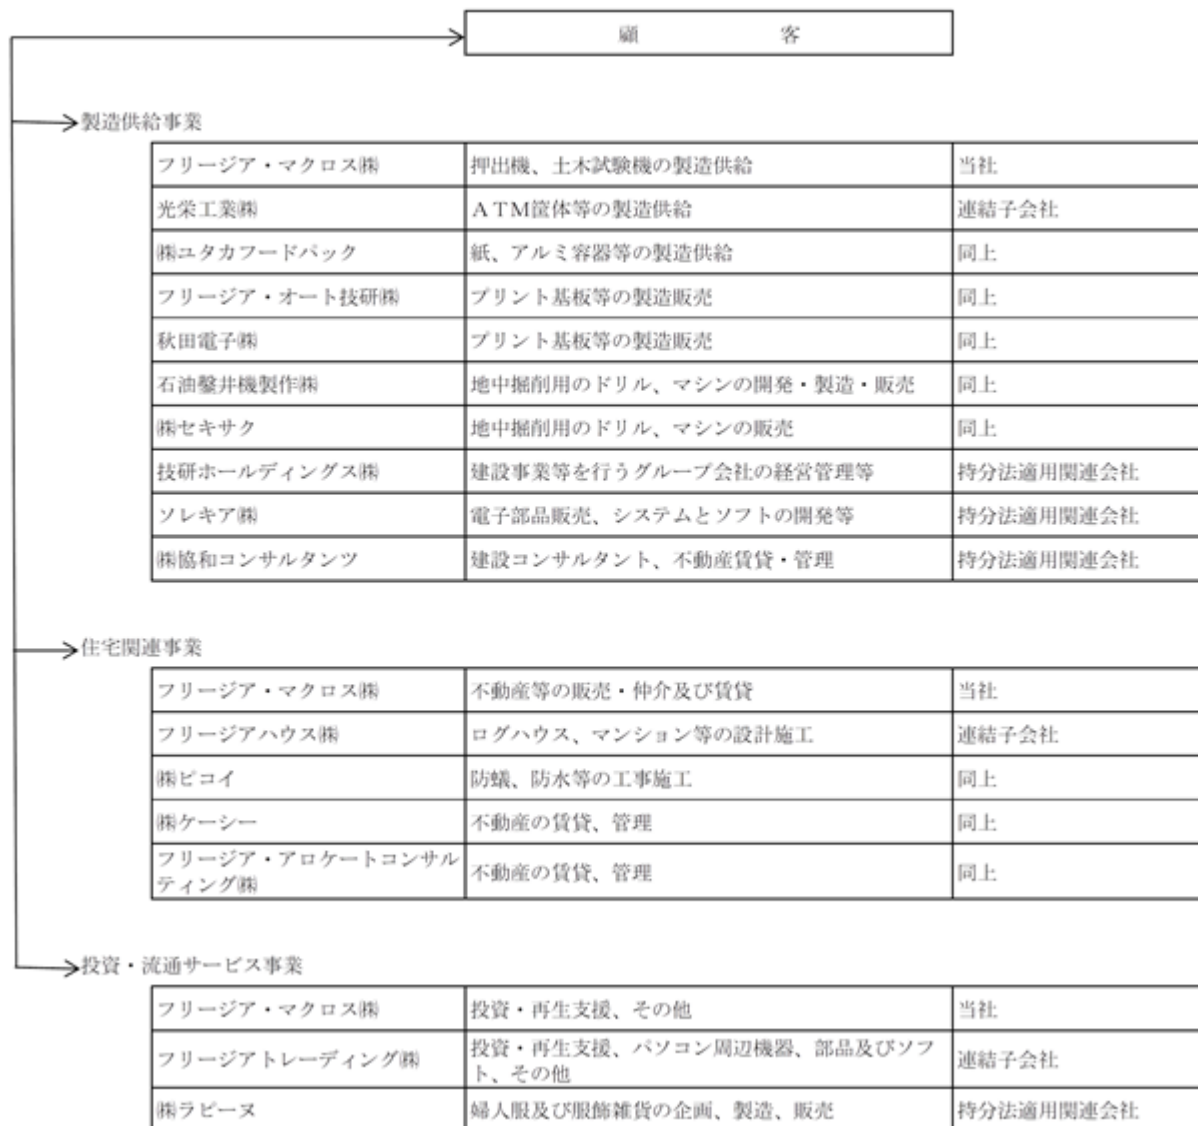 顧 客
製造供給事業
フリージア・マクロス㈱ 押出機、土木試験機の製造供給 当社
光栄工業㈱ ATM筐体等の製造供給 連結子会社
㈱ユタカフードパック 紙、アルミ容器等の製造供給 同上
フリージア・オート技研㈱ プリント基板等の製造販売 同上
秋田電子㈱ プリント基板等の製造販売 同上
石油鑿井機製作㈱ 地中掘削用のドリル、マシンの開発・製造・販売 同上
㈱セキサク 地中掘削用のドリル、マシンの販売 同上
技研ホールディングス㈱ 建設事業等を行うグループ会社の経営管理等 持分法適用関連会社
ソレキア㈱ 電子部品販売、システムとソフトの開発等 持分法適用関連会社
㈱協和コンサルタンツ 建設コンサルタント、不動産賃貸・管理 持分法適用関連会社
住宅関連事業
フリージア・マクロス㈱ 不動産等の販売・仲介及び賃貸 当社
フリージアハウス㈱ ログハウス、マンション等の設計施工 連結子会社
㈱ピコイ 防蟻、防水等の工事施工 同上
㈱ケーシー 不動産の賃貸、管理 同上
フリージア・アロケートコンサル
ティング㈱ 不動産の賃貸、管理 同上
投資・流通サービス事業
フリージア・マクロス㈱ 投資・再生支援、その他 当社
フリージアトレーディング㈱ 投資・再生支援、パソコン周辺機器、部品及びソフ
ト、その他 連結子会社
㈱ラピーヌ 婦人服及び服飾雑貨の企画、製造、販売 持分法適用関連会社